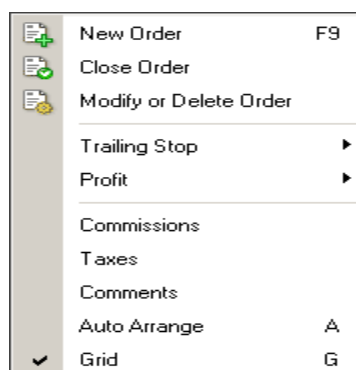 New Order F9
Close Order
Modify or Delete Order
Trailing Stop
Profit
Commissions
Taxes
Comments
Auto Arrange A
Grid G